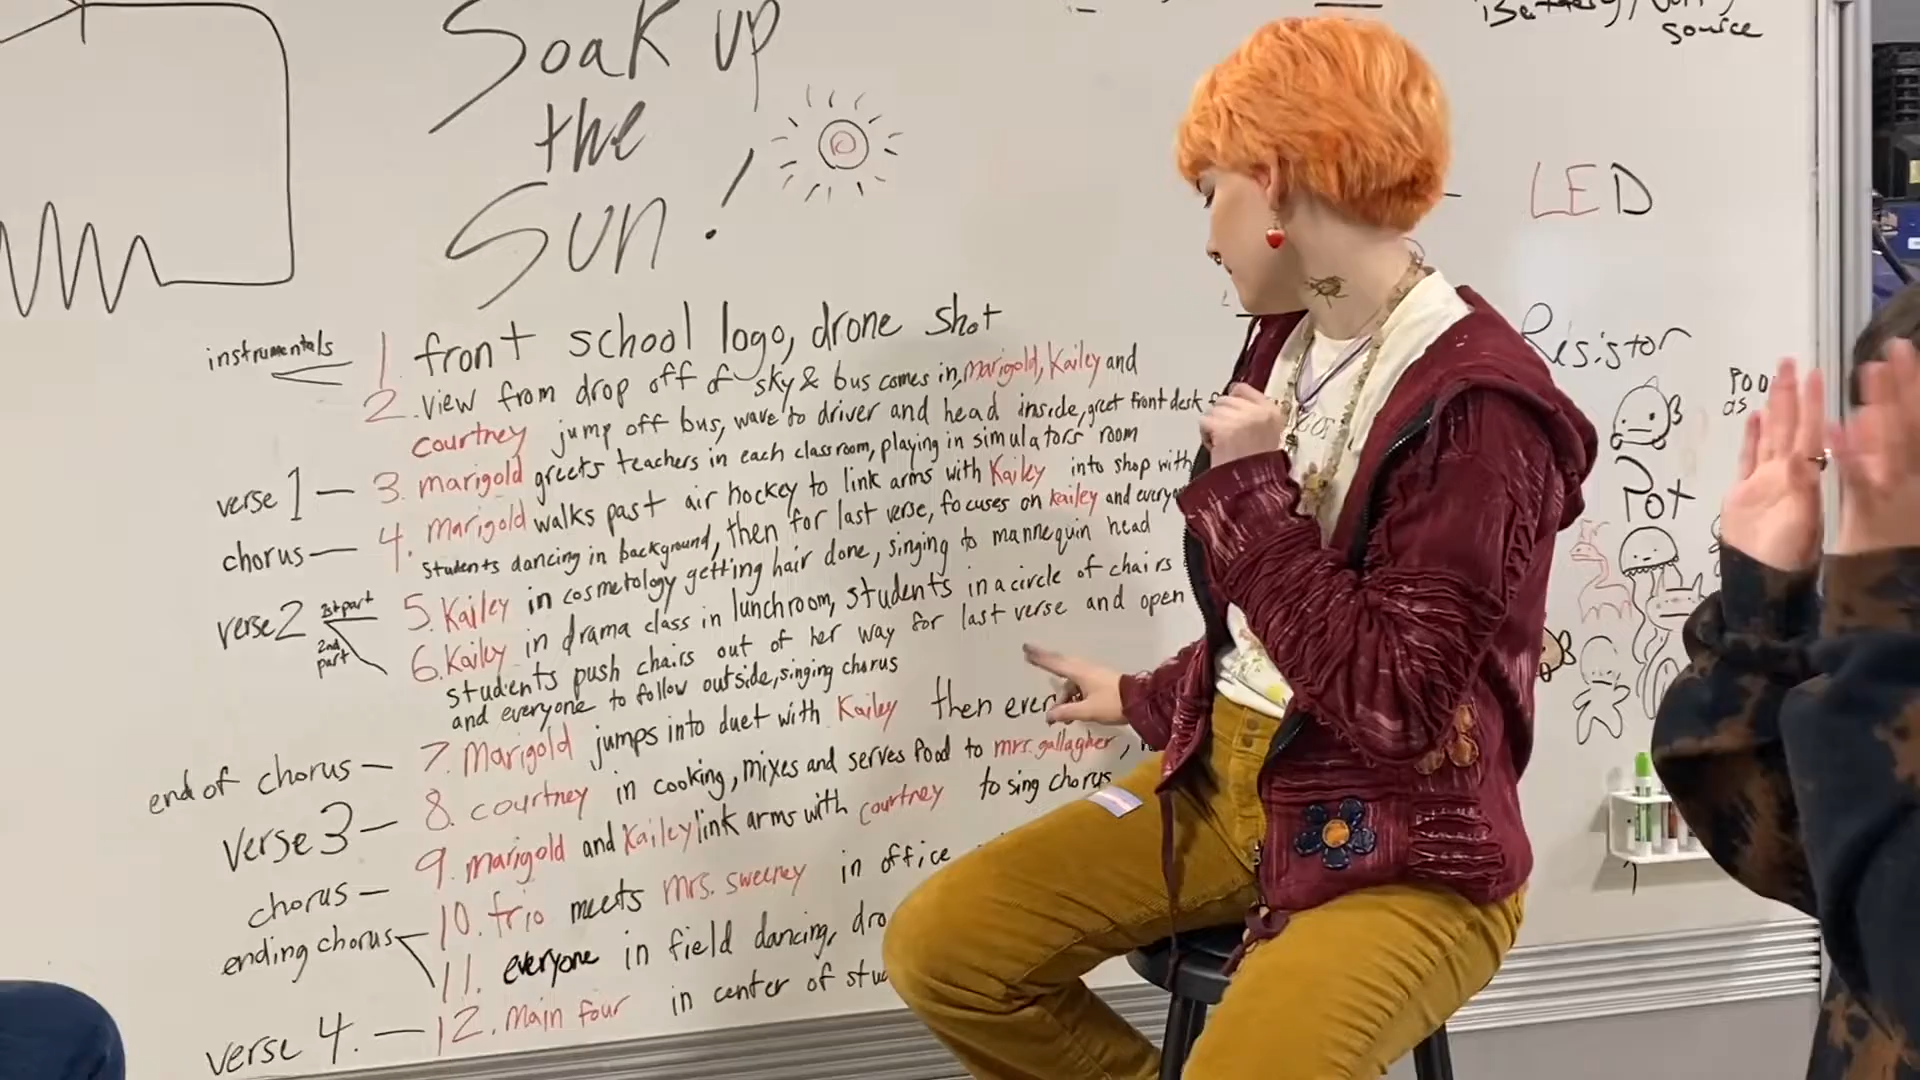 Soak up
the
Sun!
instrumentals
1. front school logo, drone shot
2. view from drop off of sky & bus comes in, marigold, Kailey and
courtney jump off bus, wave to driver and head inside, greet front desk
verse 1 — 3. marigold greets teachers in each classroom, playing in simulators room
chorus — 4. Marigold walks past air hockey to link arms with Kailey into shop with
students dancing in background, then for last verse, focuses on kailey and
verse 2 1st part 5. Kailey in cosmetology getting hair done, singing to mannequin head
2nd part 6. Kailey in drama class in lunchroom, students in a circle of chairs
students push chairs out of her way for last verse and open
and everyone to follow outside, singing chorus
end of chorus — 7. Marigold jumps into duet with Kailey then
Verse 3 — 8. courtney in cooking, mixes and serves food to mrs. gallagher,
chorus — 9. marigold and Kailey link arms with courtney to sing chorus
ending chorus 10. trio meets mrs. sweeney in office
11. everyone in field dancing,
verse 4. — 12. main four in center of
source
LED
Resistor
Pot